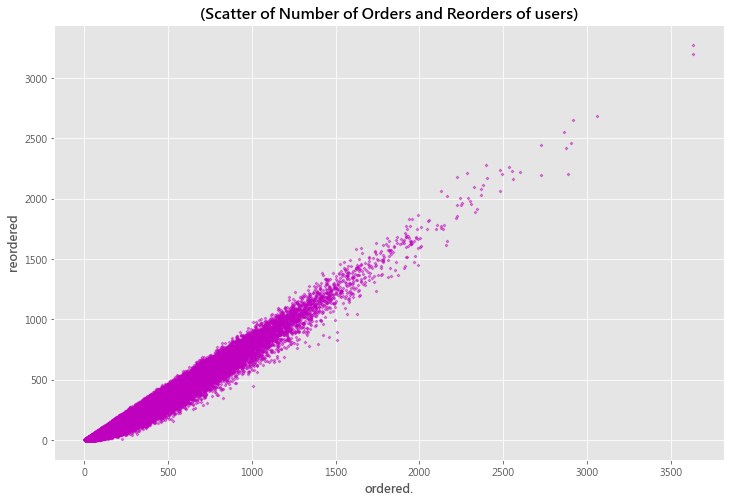 (Scatter of Number of Orders and Reorders of users)
3000
2500
2000
1500
1000
500
0
reordered
0 500 1000 1500 2000 2500 3000 3500
ordered.